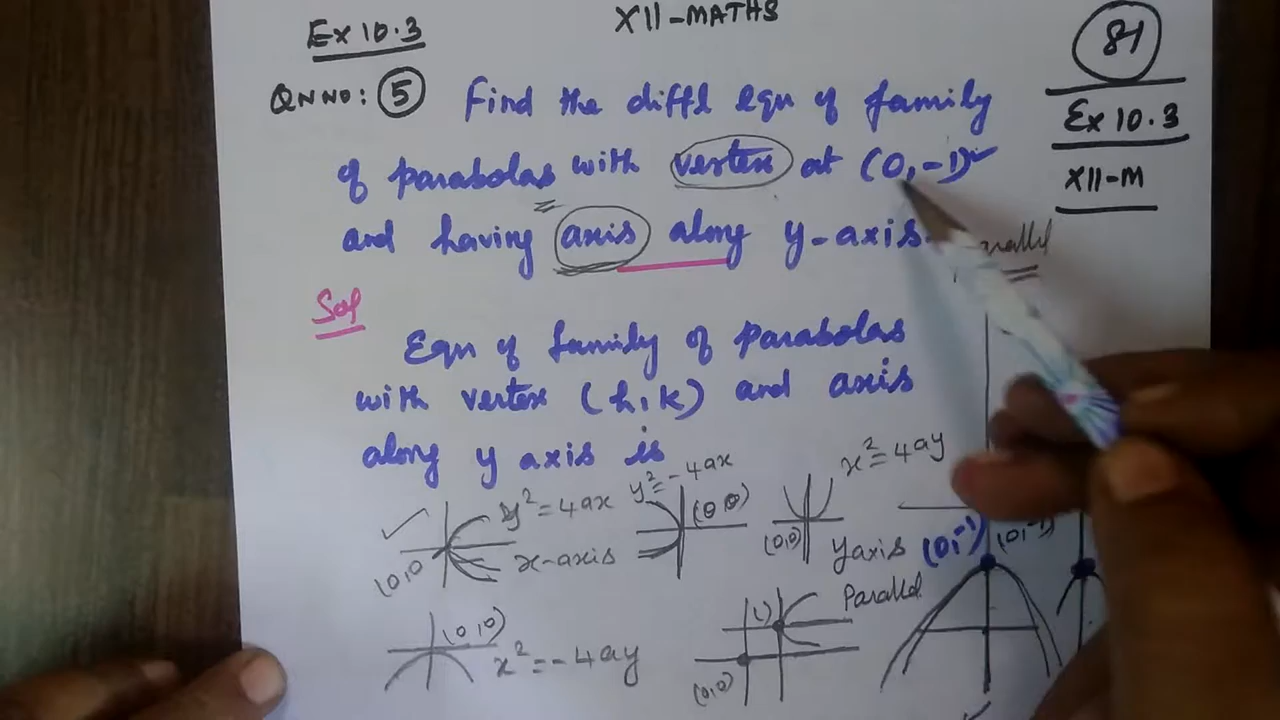 XII-MATHS
Ex 10.3
81
QNNO: 5 Find the diffl eqn of family
of parabolas with vertex at (0,-1)
and having axis along y-axis.
Ex 10.3
XII-M
Sol
Eqn of family of parabolas
with vertex (h,k) and axis
along y axis is
y²=4ax
x-axis
(0,0
y²=-4ax
(0 0)
x²=4ay
(0,0)
y axis
(0,-1)
(0,-1)
(0,0)
x²=-4ay
Parallel
(0,0)